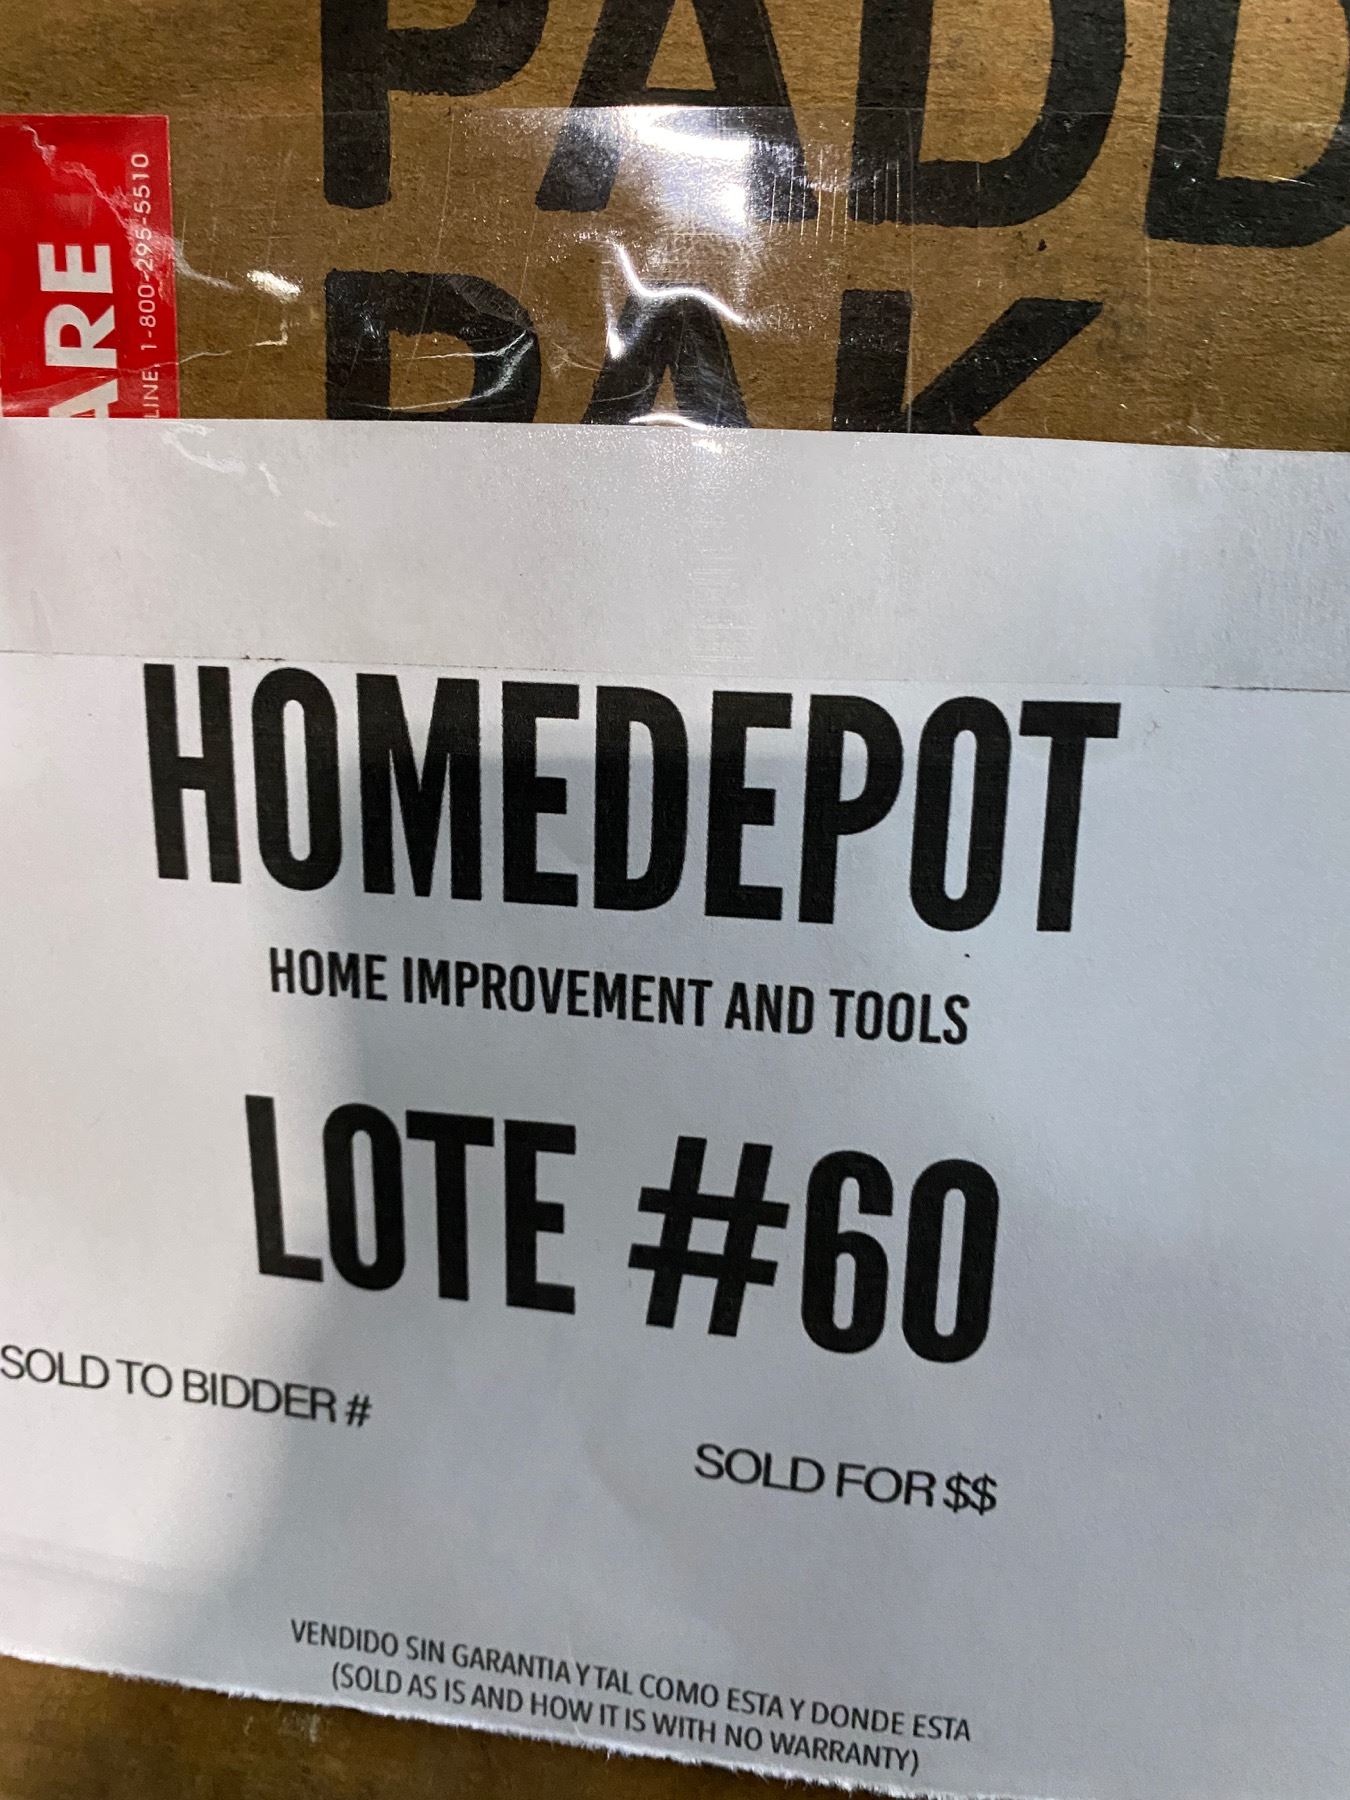 PADD
PAK
ARE
LINE, 1-800-295-5510
HOMEDEPOT
HOME IMPROVEMENT AND TOOLS
LOTE #60
SOLD TO BIDDER #
SOLD FOR $$
VENDIDO SIN GARANTIA Y TAL COMO ESTA Y DONDE ESTA
(SOLD AS IS AND HOW IT IS WITH NO WARRANTY)